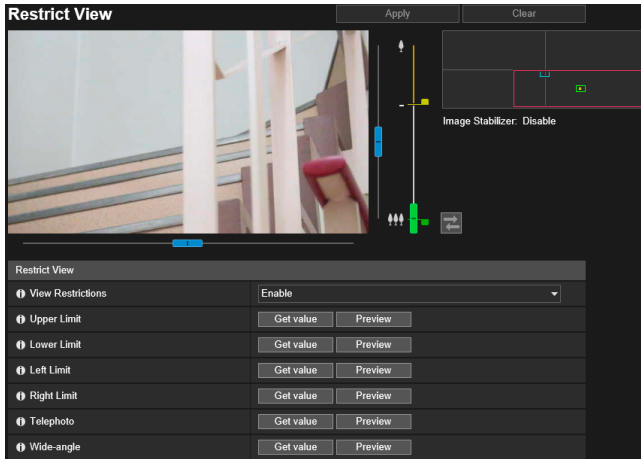 Restrict View
Apply
Clear
Image Stabilizer: Disable
Restrict View
View Restrictions
Enable
Upper Limit
Get value
Preview
Lower Limit
Get value
Preview
Left Limit
Get value
Preview
Right Limit
Get value
Preview
Telephoto
Get value
Preview
Wide-angle
Get value
Preview